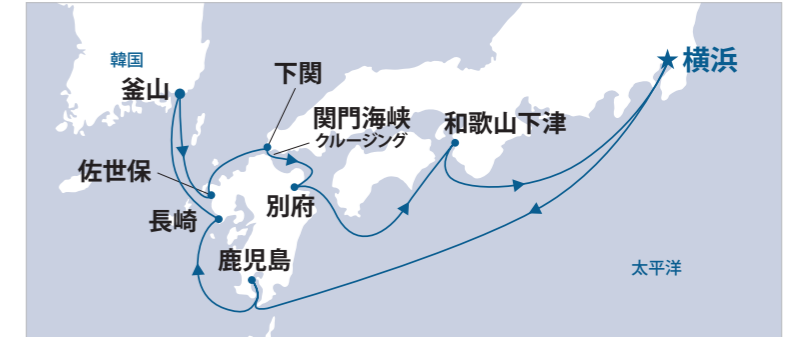 韓国
釜山
下関
関門海峡
クルージング
和歌山下津
横浜
佐世保
長崎
別府
鹿児島
太平洋